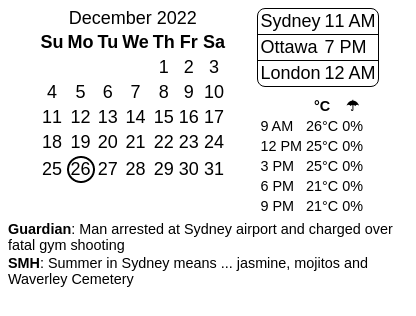 December 2022
Su Mo Tu We Th Fr Sa
1 2 3
4 5 6 7 8 9 10
11 12 13 14 15 16 17
18 19 20 21 22 23 24
25 26 27 28 29 30 31
Sydney 11 AM
Ottawa 7 PM
London 12 AM
°C ☂
9 AM 26°C 0%
12 PM 25°C 0%
3 PM 25°C 0%
6 PM 21°C 0%
9 PM 21°C 0%
Guardian: Man arrested at Sydney airport and charged over
fatal gym shooting
SMH: Summer in Sydney means ... jasmine, mojitos and
Waverley Cemetery